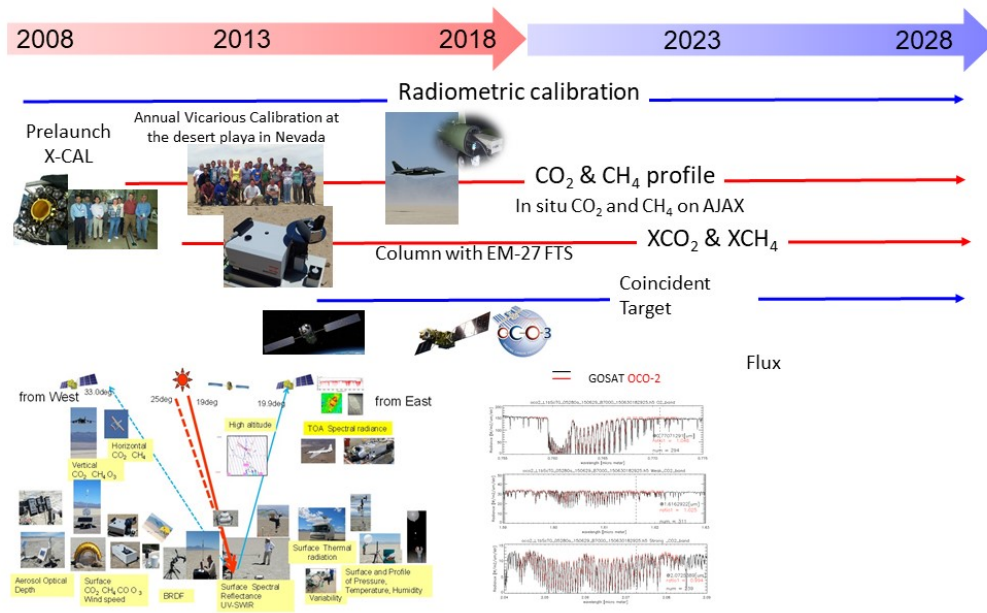 2008 2013 2018 2023 2028
Radiometric calibration
Prelaunch
X-CAL
Annual Vicarious Calibration at
the desert playa in Nevada
CO₂ & CH₄ profile
In situ CO₂ and CH₄ on AJAX
XCO₂ & XCH₄
Column with EM-27 FTS
Coincident
Target
OCO-3
Flux
GOSAT OCO-2
from West
33.0deg
25deg
19deg
19.9deg
from East
High altitude
TOA Spectral radiance
Horizontal
CO₂ CH₄
Vertical
CO₂ CH₄ O₃
Surface Thermal
radiation
Aerosol Optical
Depth
Surface
CO₂ CH₄ CO O₃
Wind speed
BRDF
Surface Spectral
Reflectance
UV-SWIR
Variability
Surface and Profile
of Pressure,
Temperature, Humidity